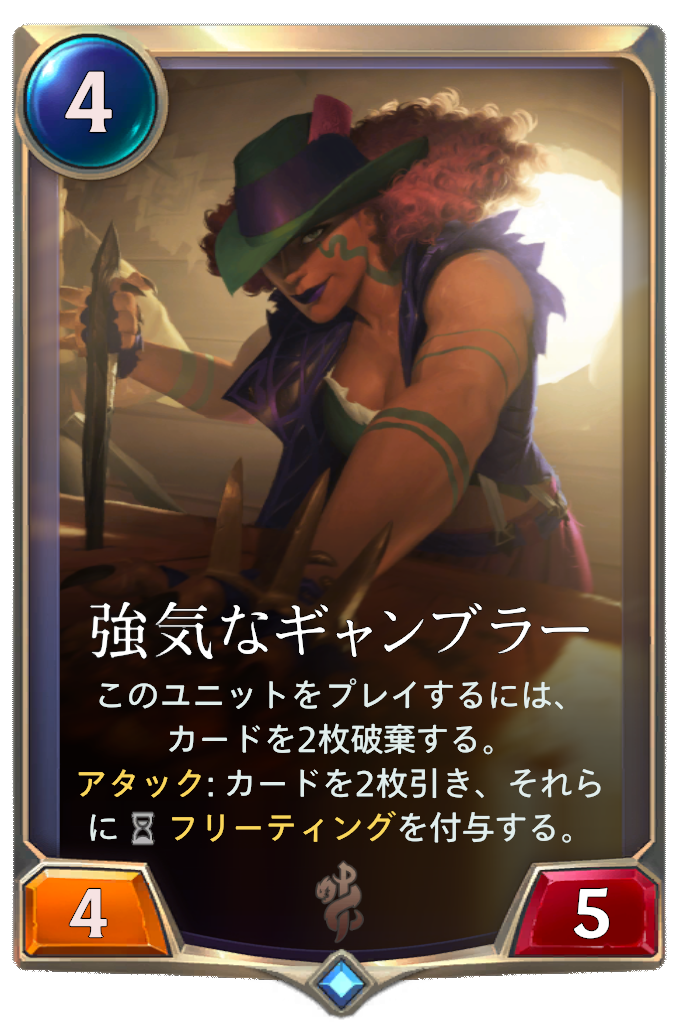 4
強気なギャンブラー
このユニットをプレイするには、
カードを2枚破棄する。
アタック: カードを2枚引き、それら
に フリーティングを付与する。
4
5